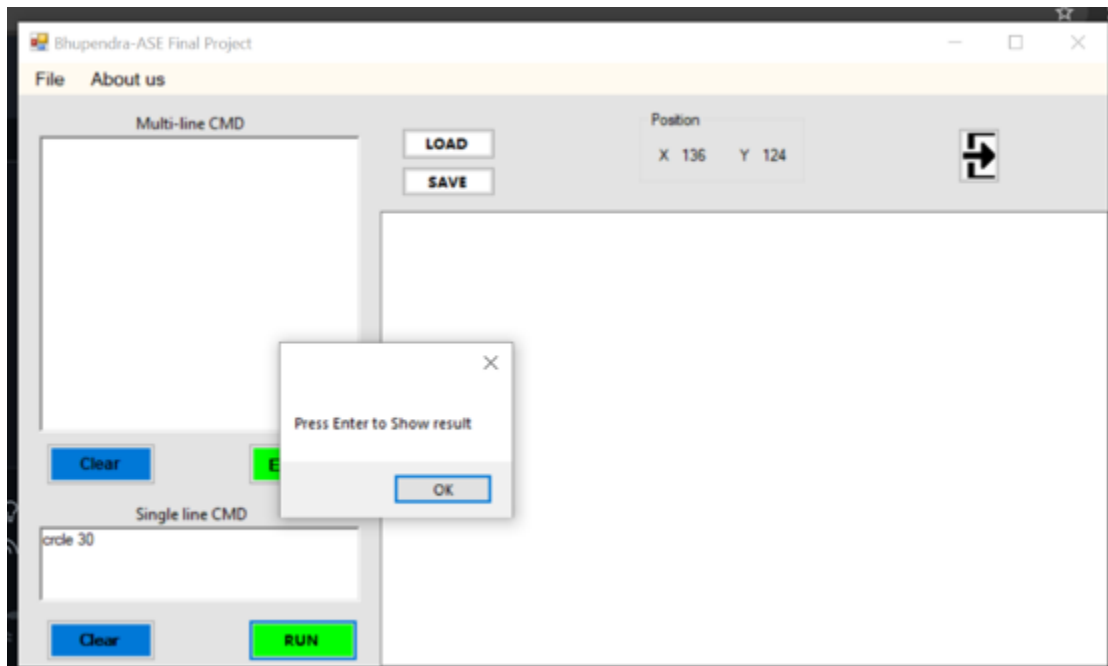 Bhupendra-ASE Final Project
File About us
Multi-line CMD
LOAD
SAVE
Position
X 136 Y 124
Press Enter to Show result
OK
Clear
Single line CMD
crcle 30
Clear
RUN